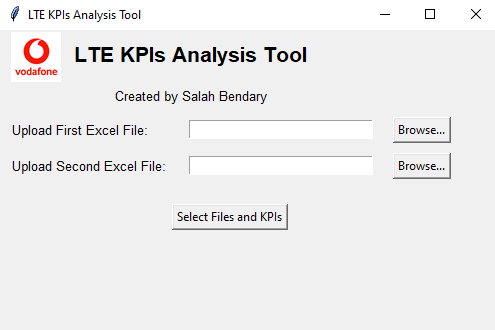 LTE KPIs Analysis Tool
vodafone
LTE KPIs Analysis Tool
Created by Salah Bendary
Upload First Excel File:
Browse...
Upload Second Excel File:
Browse...
Select Files and KPIs